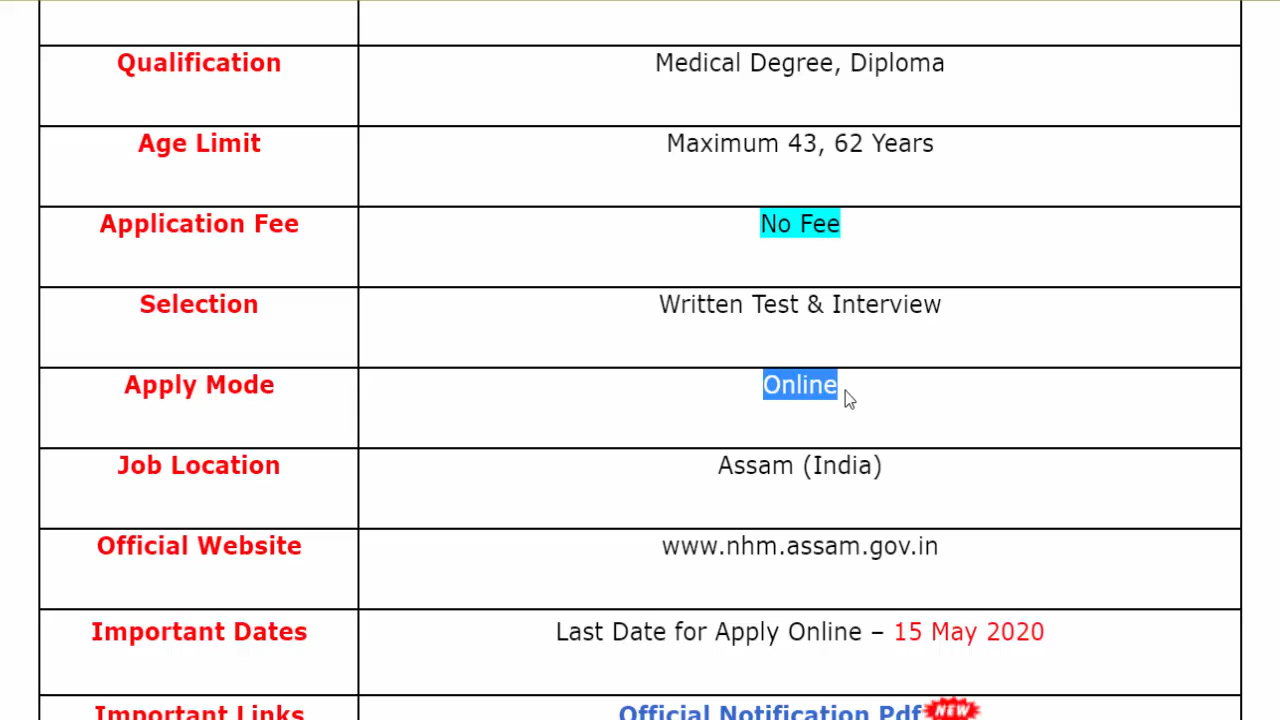 Qualification Medical Degree, Diploma
Age Limit Maximum 43, 62 Years
Application Fee No Fee
Selection Written Test & Interview
Apply Mode Online
Job Location Assam (India)
Official Website www.nhm.assam.gov.in
Important Dates Last Date for Apply Online – 15 May 2020
Important Links Official Notification Pdf NEW